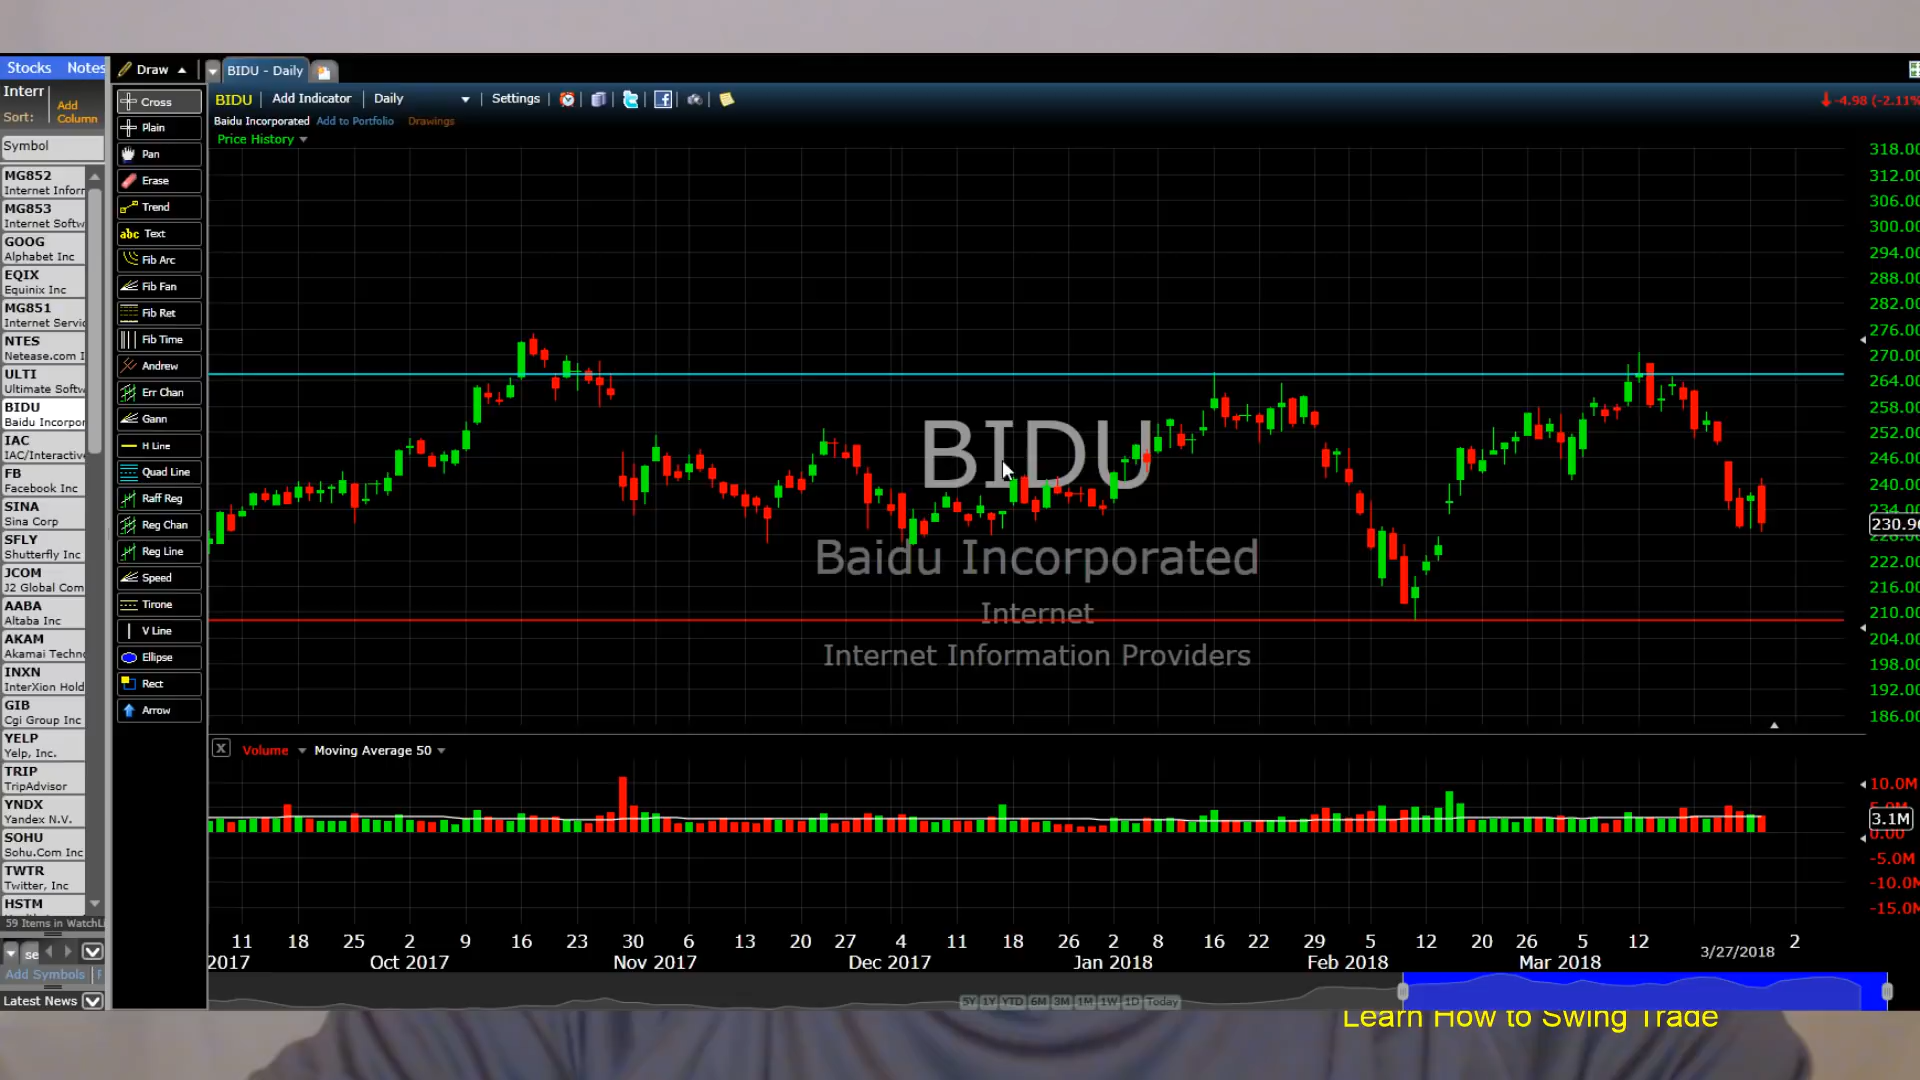 Stocks Notes
Draw
BIDU - Daily
Interr
Sort:
Add
Column
Symbol
MG852
Internet Inforr
MG853
Internet Softw
GOOG
Alphabet Inc
EQIX
Equinix Inc
MG851
Internet Servic
NTES
Netease.com I
ULTI
Ultimate Softw
BIDU
Baidu Incorpor
IAC
IAC/Interactive
FB
Facebook Inc
SINA
Sina Corp
SFLY
Shutterfly Inc
JCOM
J2 Global Com
AABA
Altaba Inc
AKAM
Akamai Techno
INXN
InterXion Hold
GIB
Cgi Group Inc
YELP
Yelp, Inc.
TRIP
TripAdvisor
YNDX
Yandex N.V.
SOHU
Sohu.Com Inc
TWTR
Twitter, Inc
HSTM
59 Items in WatchLi
se
Add Symbols
Latest News
Cross
Plain
Pan
Erase
Trend
abc Text
Fib Arc
Fib Fan
Fib Ret
Fib Time
Andrew
Err Chan
Gann
H Line
Quad Line
Raff Reg
Reg Chan
Reg Line
Speed
Tirone
V Line
Ellipse
Rect
Arrow
BIDU Add Indicator Daily Settings
-4.98 (-2.11%
Baidu Incorporated Add to Portfolio Drawings
Price History
BIDU
Baidu Incorporated
Internet
Internet Information Providers
318.00
312.00
306.00
300.00
294.00
288.00
282.00
276.00
270.00
264.00
258.00
252.00
246.00
240.00
234.00
230.96
228.00
222.00
216.00
210.00
204.00
198.00
192.00
186.00
X Volume Moving Average 50
10.0M
5.0M
3.1M
0.00
-5.0M
-10.0M
-15.0M
11 18 25 2 9 16 23 30 6 13 20 27 4 11 18 26 2 8 16 22 29 5 12 20 26 5 12 3/27/2018 2
2017 Oct 2017 Nov 2017 Dec 2017 Jan 2018 Feb 2018 Mar 2018
5Y 1Y YTD 6M 3M 1M 1W 1D Today
Learn How to Swing Trade